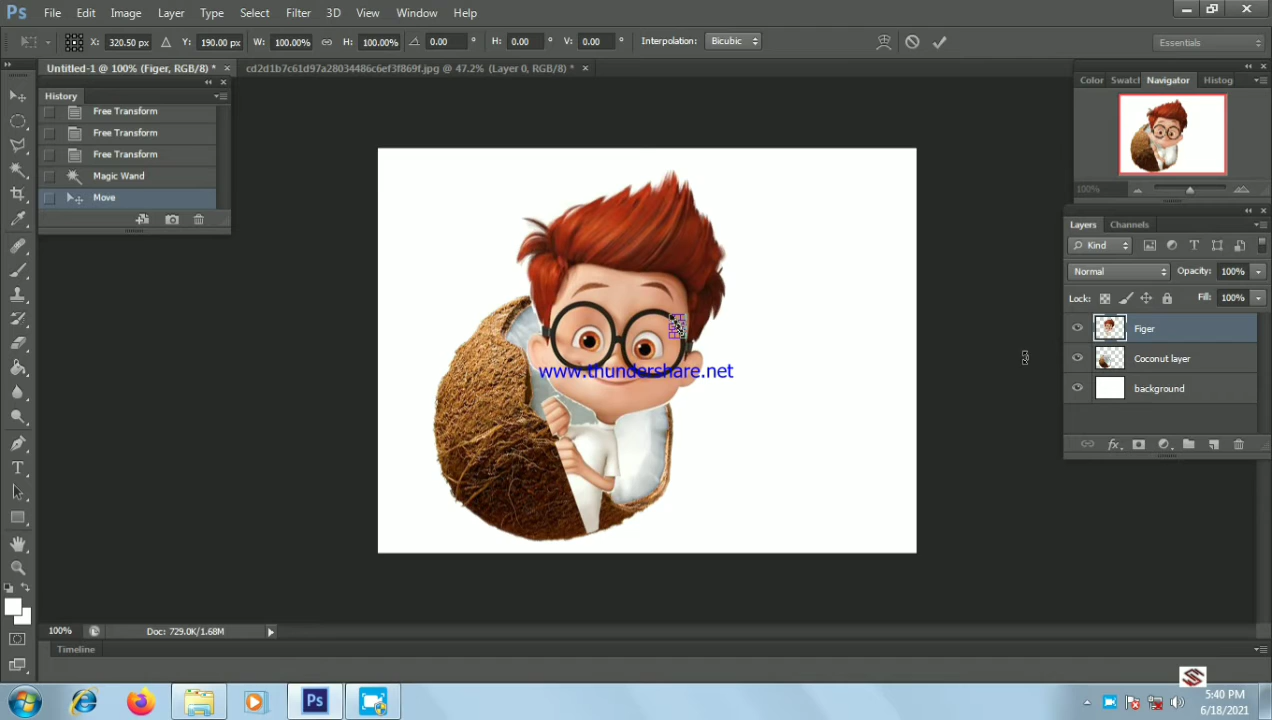 Ps File Edit Image Layer Type Select Filter 3D View Window Help
X: 320.50 px Y: 190.00 px W: 100.00% H: 100.00% 0.00 ° H: 0.00 ° V: 0.00 ° Interpolation: Bicubic Essentials
Untitled-1 @ 100% (Figer, RGB/8) * × cd2d1b7c61d97a28034486c6ef3f869f.jpg @ 47.2% (Layer 0, RGB/8) * ×
History
Free Transform
Free Transform
Free Transform
Magic Wand
Move
Color Swatch Navigator Histog
100%
Layers Channels
Kind
Normal Opacity: 100%
Lock: Fill: 100%
Figer
Coconut layer
background
www.thundershare.net
100% Doc: 729.0K/1.68M
Timeline
Ps
5:40 PM
6/18/2021